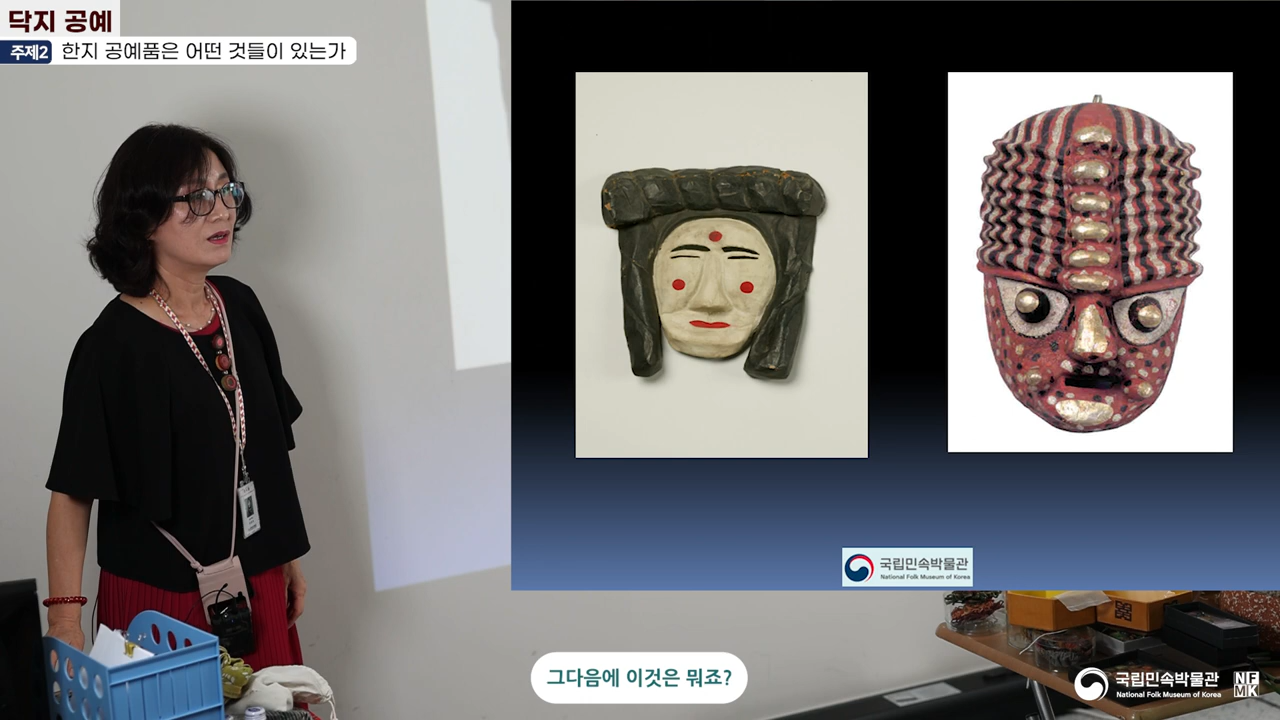 닥지 공예
주제2 한지 공예품은 어떤 것들이 있는가
국립민속박물관
National Folk Museum of Korea
그다음에 이것은 뭐죠?
국립민속박물관
National Folk Museum of Korea
NF
MK